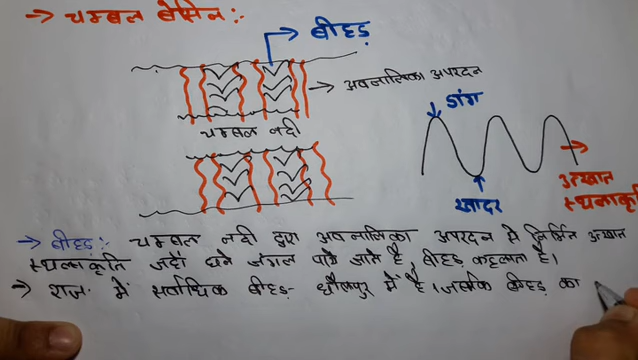 → चम्बल बेसिन :-
→ बीहड़
→ अवनालिका अपरदन
चम्बल नदी
डांग
खादर
उत्खात
स्थलाकृ
→ बीहड़ :- चम्बल नदी द्वारा अवनालिका अपरदन से निर्मित उत्खात
स्थलाकृति जहाँ घने जंगल पाये जाते है, बीहड़ कहलाता है।
→ राज. में सर्वाधिक बीहड़ - धौलपुर में है। जबकि बीहड़ का